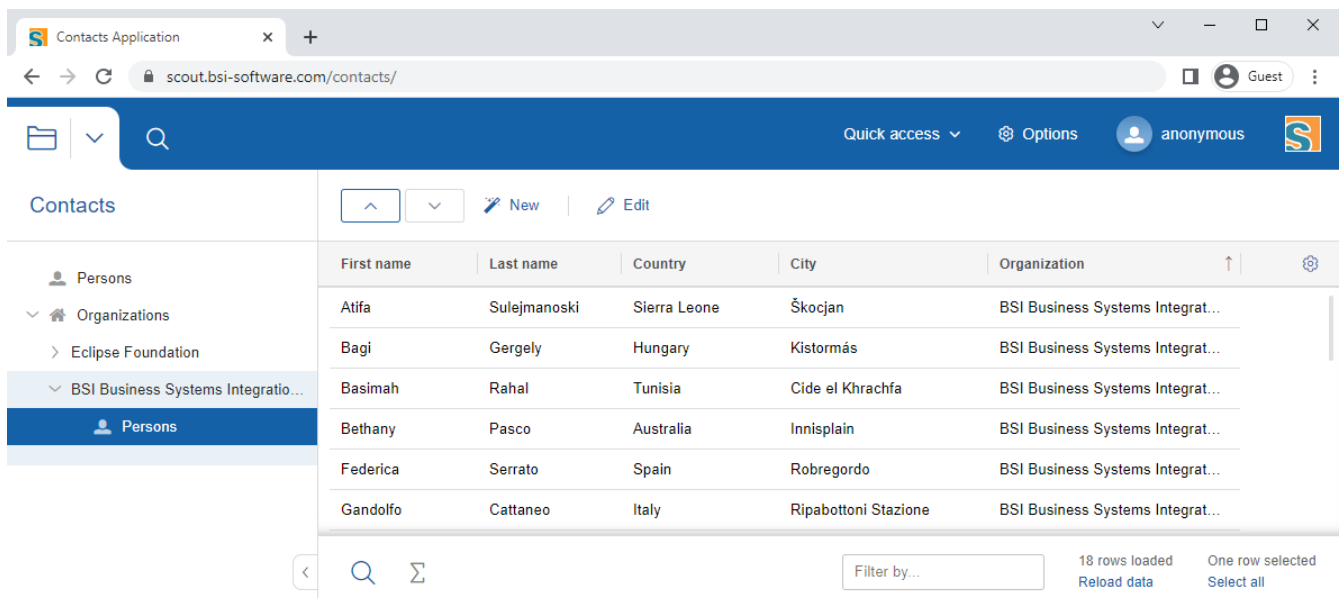 Contacts Application
scout.bsi-software.com/contacts/
Guest
Quick access
Options
anonymous
S
Contacts
New
Edit
Persons
Organizations
Eclipse Foundation
BSI Business Systems Integratio...
Persons
First name Last name Country City Organization
Atifa Sulejmanoski Sierra Leone Škocjan BSI Business Systems Integrat...
Bagi Gergely Hungary Kistormás BSI Business Systems Integrat...
Basimah Rahal Tunisia Cide el Khrachfa BSI Business Systems Integrat...
Bethany Pasco Australia Innisplain BSI Business Systems Integrat...
Federica Serrato Spain Robregordo BSI Business Systems Integrat...
Gandolfo Cattaneo Italy Ripabottoni Stazione BSI Business Systems Integrat...
Filter by...
18 rows loaded
Reload data
One row selected
Select all